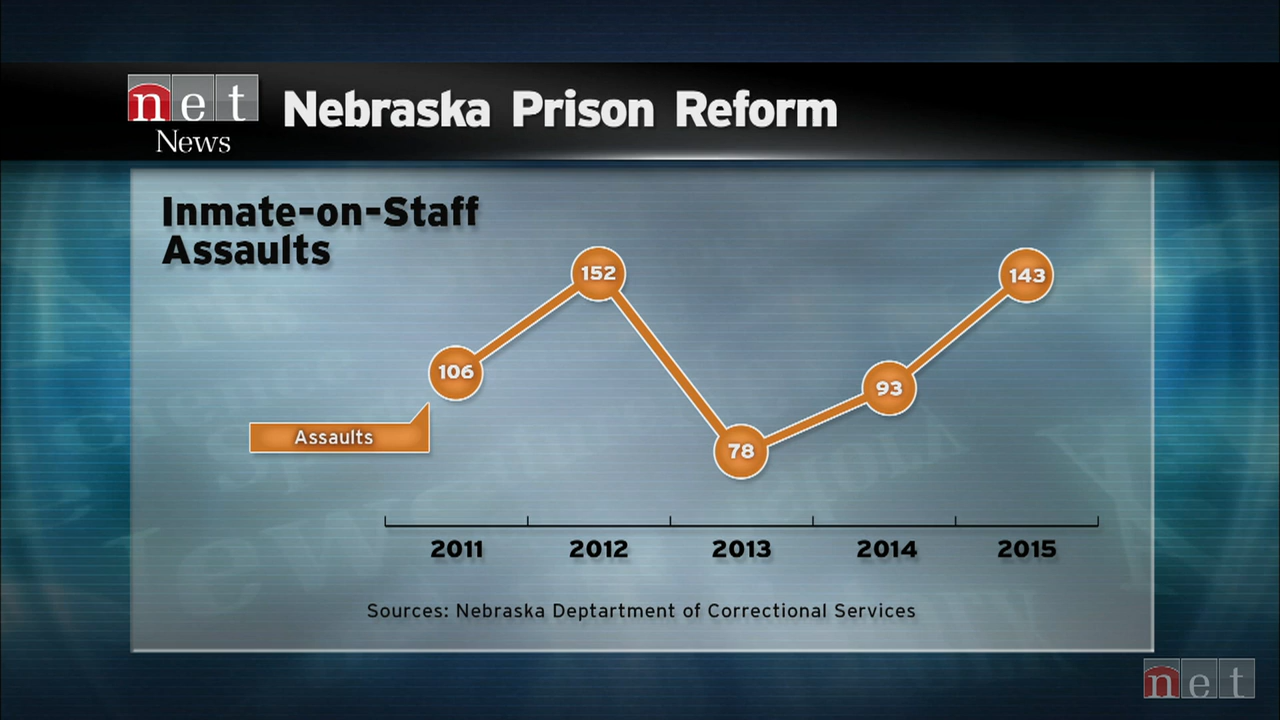 net
News
Nebraska Prison Reform
Inmate-on-Staff
Assaults
152
143
106
93
Assaults
78
2011 2012 2013 2014 2015
Sources: Nebraska Deptartment of Correctional Services
net